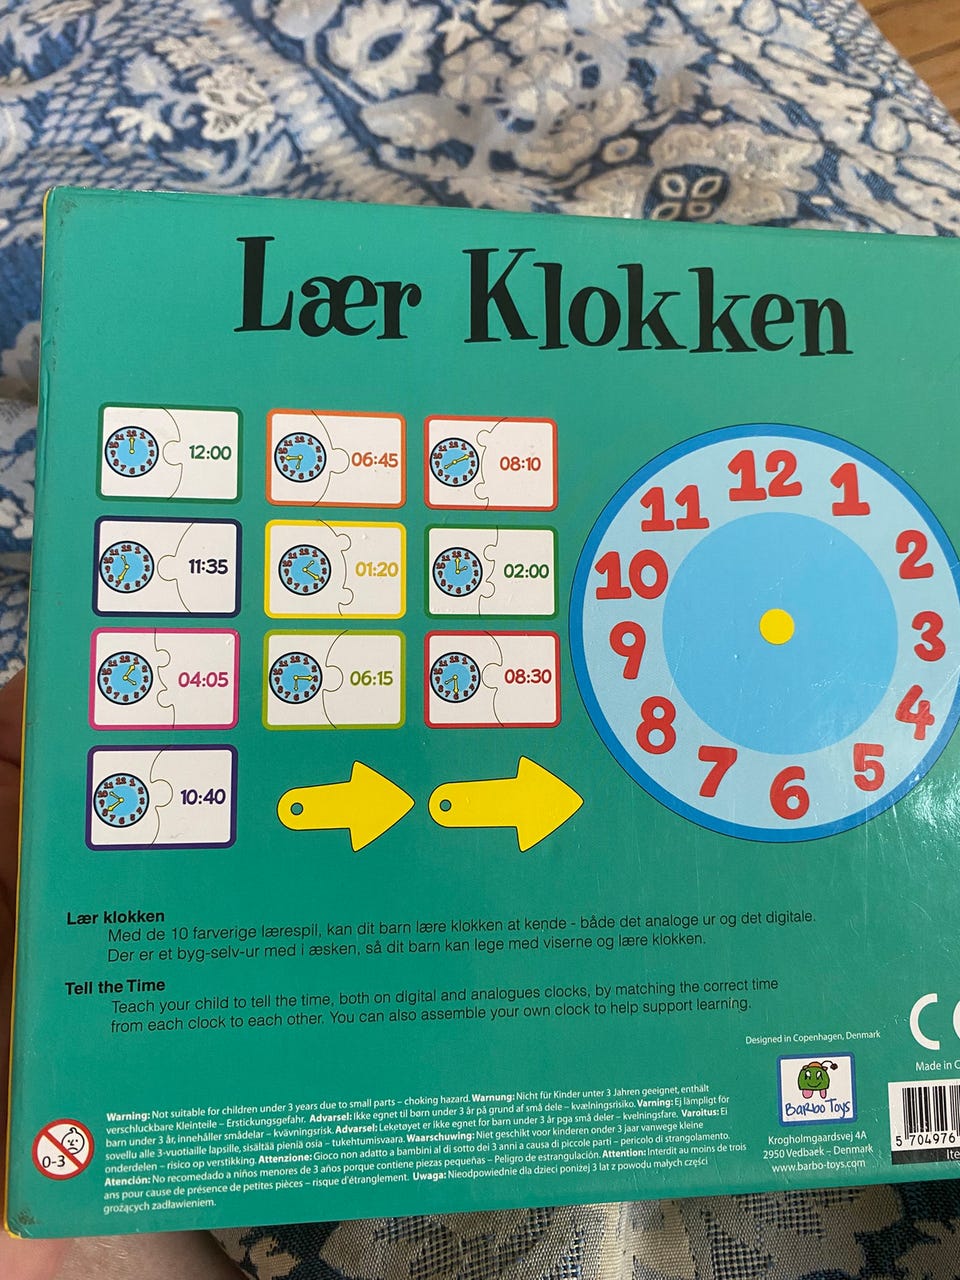 Lær Klokken
12:00
06:45
08:10
11:35
01:20
02:00
04:05
06:15
08:30
10:40
12
1
2
3
4
5
6
7
8
9
10
11
Lær klokken
Med de 10 farverige lærespil, kan dit barn lære klokken at kende - både det analoge ur og det digitale.
Der er et byg-selv-ur med i æsken, så dit barn kan lege med viserne og lære klokken.
Tell the Time
Teach your child to tell the time, both on digital and analogues clocks, by matching the correct time
from each clock to each other. You can also assemble your own clock to help support learning.
Designed in Copenhagen, Denmark
CE
Made in C
BarBo Toys
Krogholmgaardsvej 4A
2950 Vedbaek – Denmark
www.barbo-toys.com
5 704976
Ite
0-3
Warning: Not suitable for children under 3 years due to small parts – choking hazard. Warnung: Nicht für Kinder unter 3 Jahren geeignet, enthält
verschluckbare Kleinteile – Erstickungsgefahr. Advarsel: Ikke egnet til børn under 3 år på grund af små dele – kvælningsrisiko. Varning: Ej lämpligt för
barn under 3 år, innehåller smådelar – kvävningsrisk. Advarsel: Leketøyet er ikke egnet for barn under 3 år pga små deler – kvelningsfare. Varoitus: Ei
sovellu alle 3-vuotiaille lapsille, sisältää pieniä osia – tukehtumisvaara. Waarschuwing: Niet geschikt voor kinderen onder 3 jaar vanwege kleine
onderdelen – risico op verstikking. Attenzione: Gioco non adatto a bambini al di sotto dei 3 anni a causa di piccole parti – pericolo di strangolamento.
Atención: No recomedado a niños menores de 3 años porque contiene piezas pequeñas – Peligro de estrangulación. Attention: Interdit au moins de trois
ans pour cause de présence de petites pièces – risque d'étranglement. Uwaga: Nieodpowiednie dla dzieci poniżej 3 lat z powodu małych części
grożących zadławieniem.